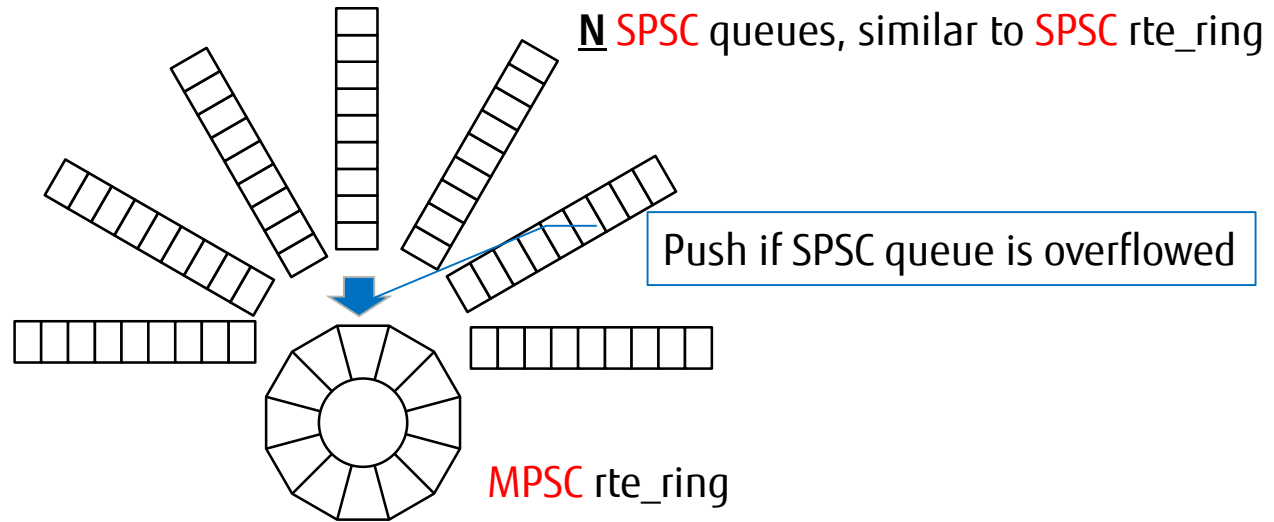 N SPSC queues, similar to SPSC rte_ring
Push if SPSC queue is overflowed
MPSC rte_ring